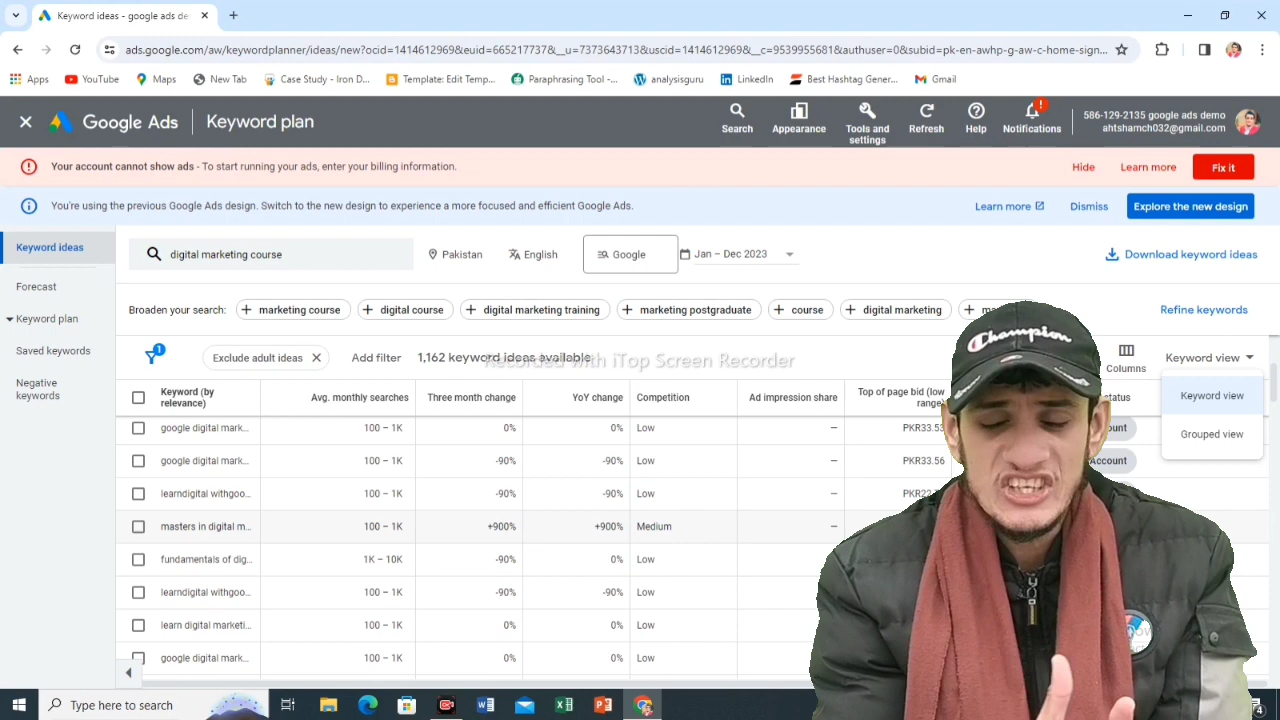 Keyword ideas - google ads de
ads.google.com/aw/keywordplanner/ideas/new?ocid=1414612969&euid=665217737&__u=7373643713&uscid=1414612969&__c=9539955681&authuser=0&subid=pk-en-awhp-g-aw-c-home-sign...
Apps YouTube Maps New Tab Case Study - Iron D... Template: Edit Temp... Paraphrasing Tool -... analysisguru LinkedIn Best Hashtag Gener... Gmail
Google Ads Keyword plan Search Appearance Tools and settings Refresh Help Notifications
586-129-2135 google ads demo
ahtshamch032@gmail.com
Your account cannot show ads - To start running your ads, enter your billing information. Hide Learn more Fix it
You're using the previous Google Ads design. Switch to the new design to experience a more focused and efficient Google Ads. Learn more Dismiss Explore the new design
Keyword ideas
Forecast
Keyword plan
Saved keywords
Negative
keywords
digital marketing course Pakistan English Google Jan – Dec 2023 Download keyword ideas
Broaden your search: marketing course digital course digital marketing training marketing postgraduate course digital marketing Refine keywords
1 Exclude adult ideas Add filter 1,162 keyword ideas available Columns Keyword view
Recorded with iTop Screen Recorder
Keyword view
Grouped view
Champion
Keyword (by relevance) Avg. monthly searches Three month change YoY change Competition Ad impression share Top of page bid (low range) status
google digital mark... 100 – 1K 0% 0% Low – PKR33.53
google digital mark... 100 – 1K -90% -90% Low – PKR33.56 Account
learndigital withgoo... 100 – 1K -90% -90% Low – PKR22.
masters in digital m... 100 – 1K +900% +900% Medium –
fundamentals of dig... 1K – 10K -90% 0% Low
learndigital withgoo... 100 – 1K -90% -90% Low
learn digital marketi... 100 – 1K 0% 0% Low
google digital mark... 100 – 1K 0% 0% Low
Type here to search
4